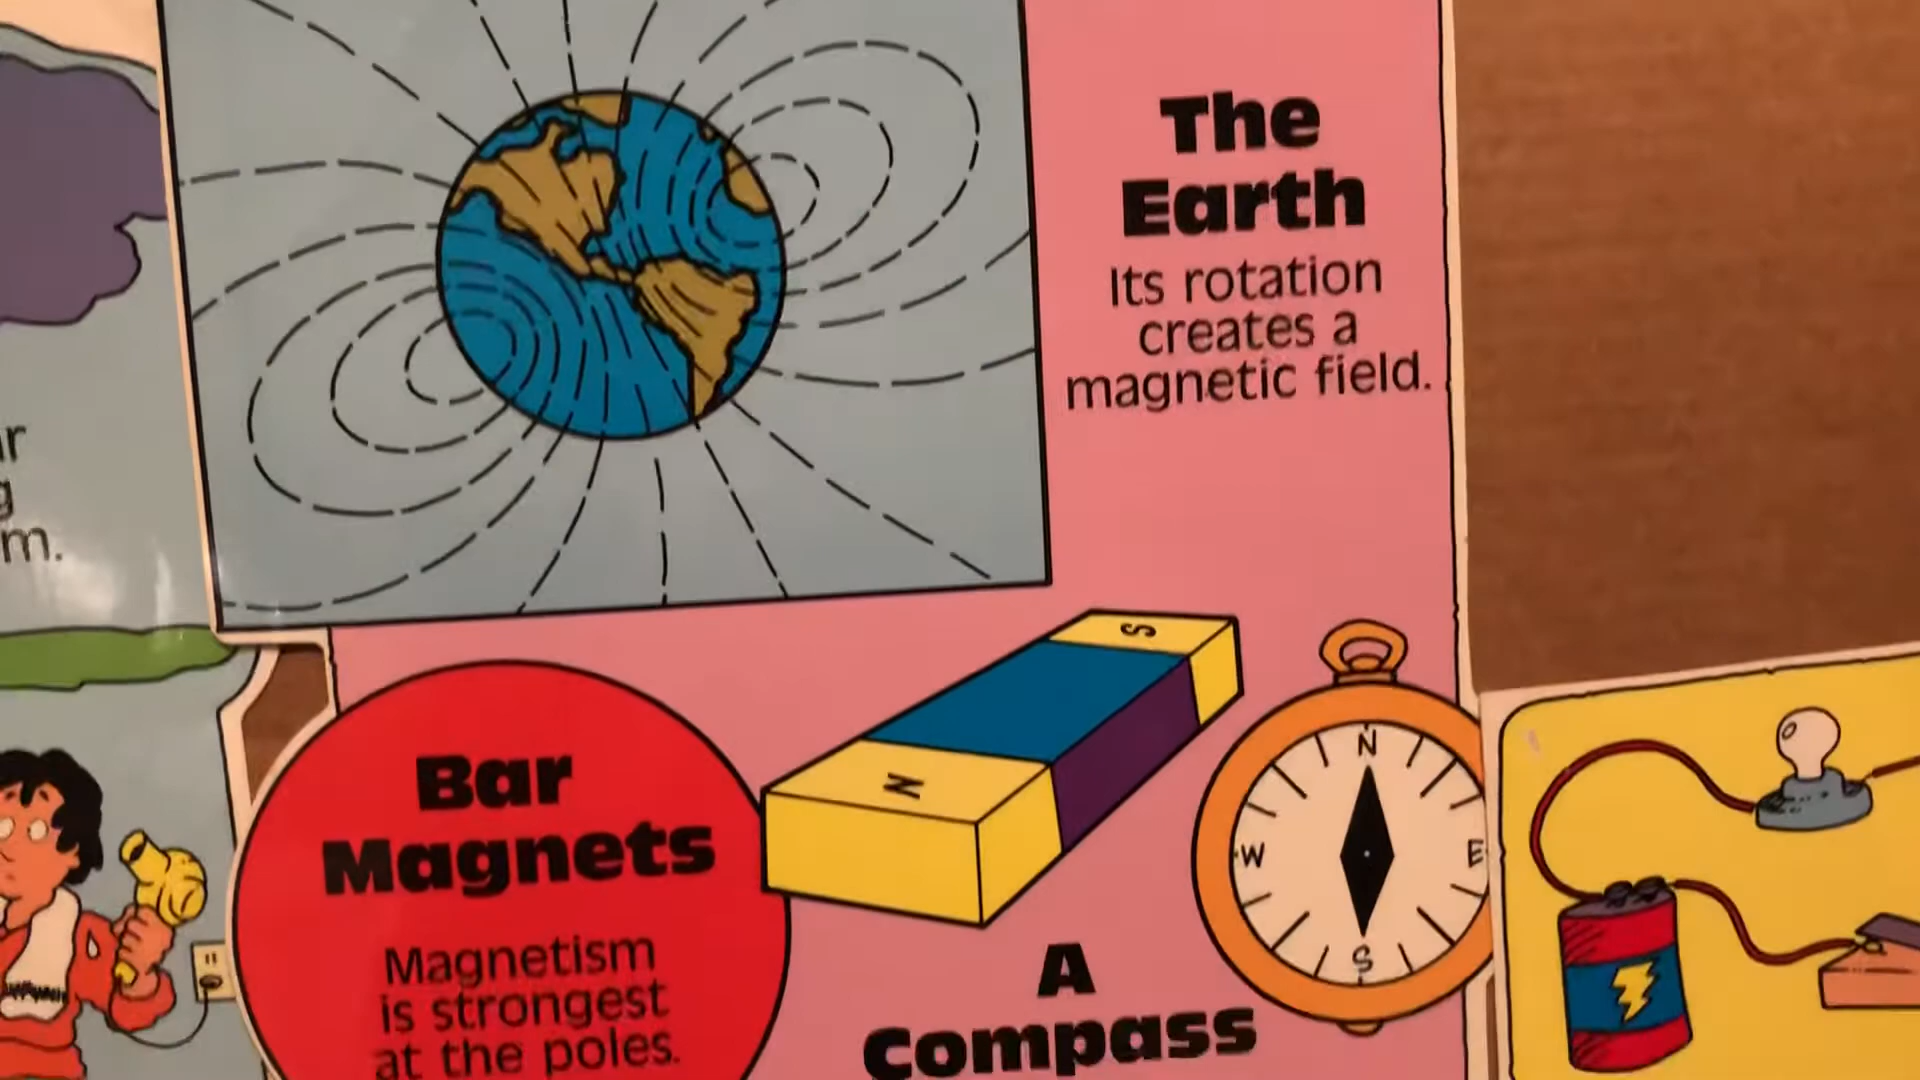 The
Earth
Its rotation
creates a
magnetic field.
g
m.
S
N
Bar
Magnets
Magnetism
is strongest
at the poles.
N
W
E
S
A
Compass